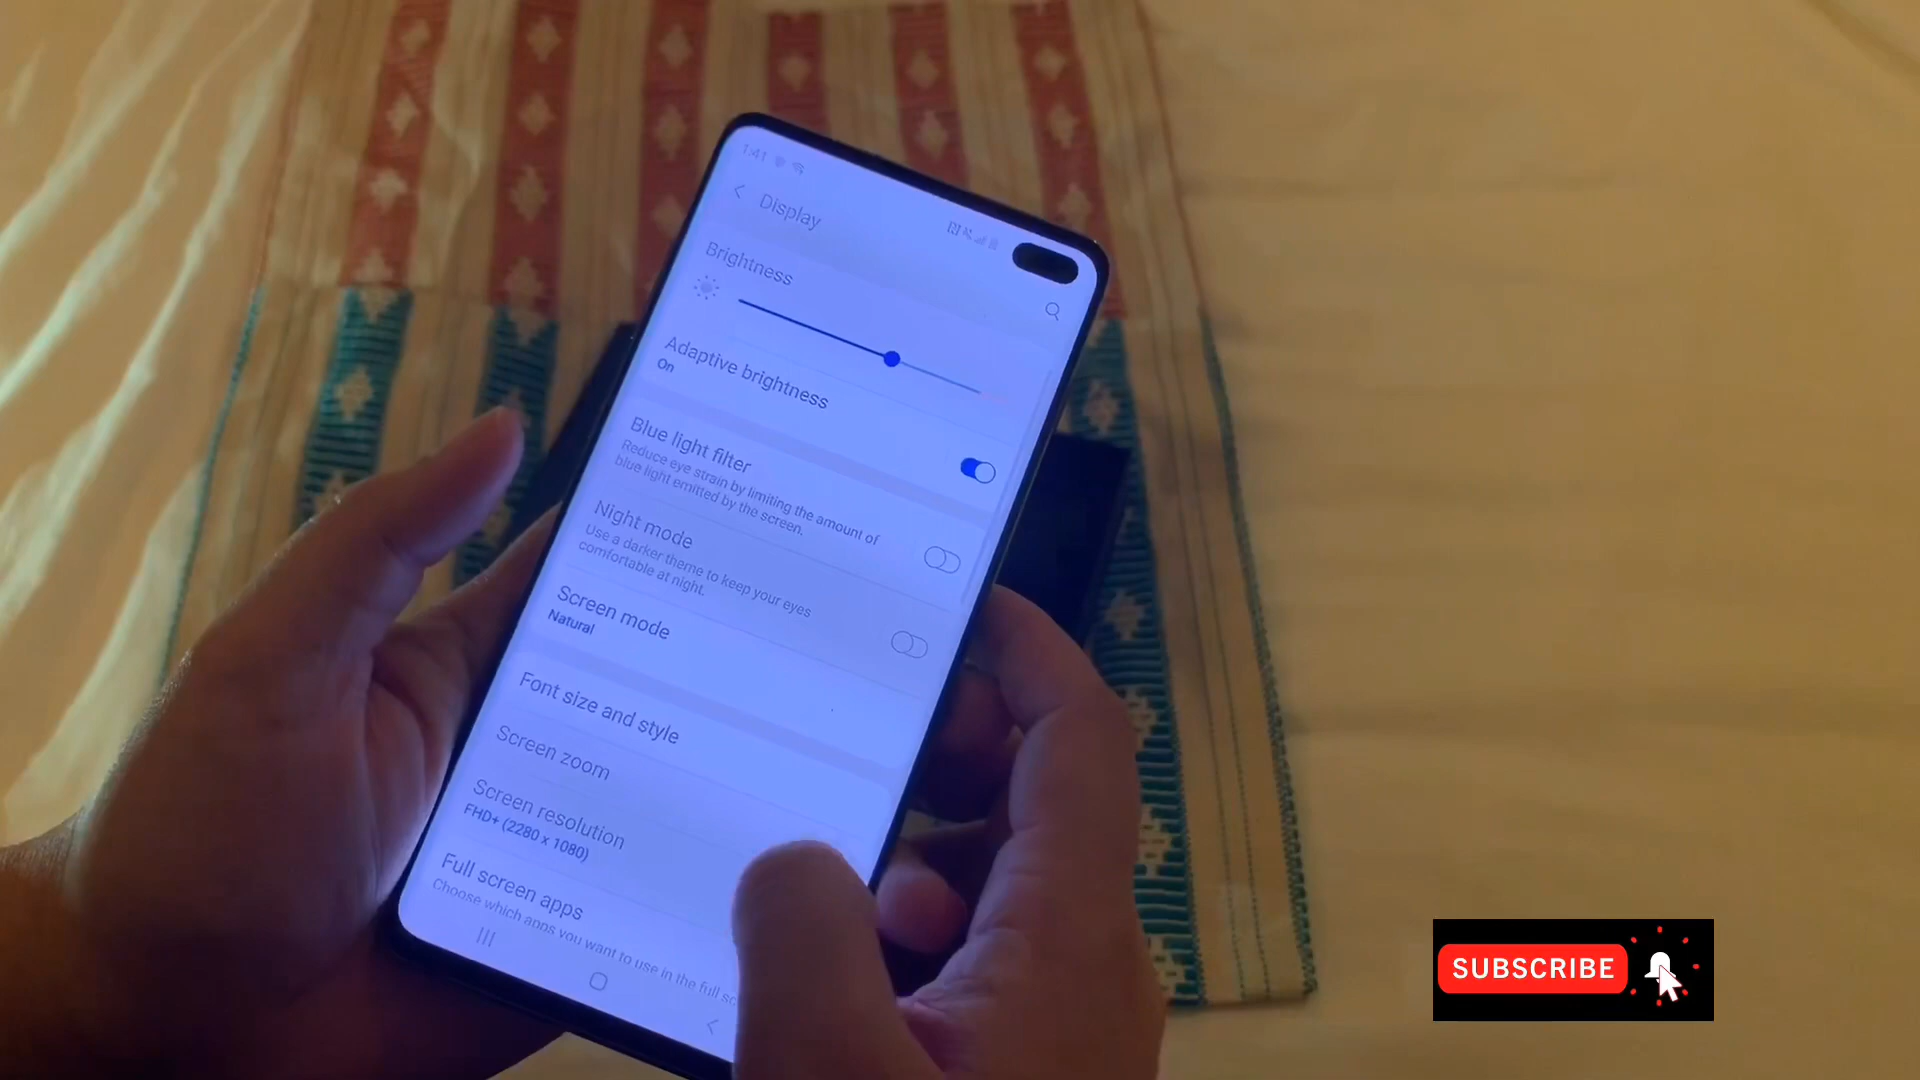 1:41
Display
Brightness
Adaptive brightness
On
Blue light filter
Reduce eye strain by limiting the amount of
blue light emitted by the screen.
Night mode
Use a darker theme to keep your eyes
comfortable at night.
Screen mode
Natural
Font size and style
Screen zoom
Screen resolution
FHD+ (2280 x 1080)
Full screen apps
Choose which apps you want to use in the full
SUBSCRIBE